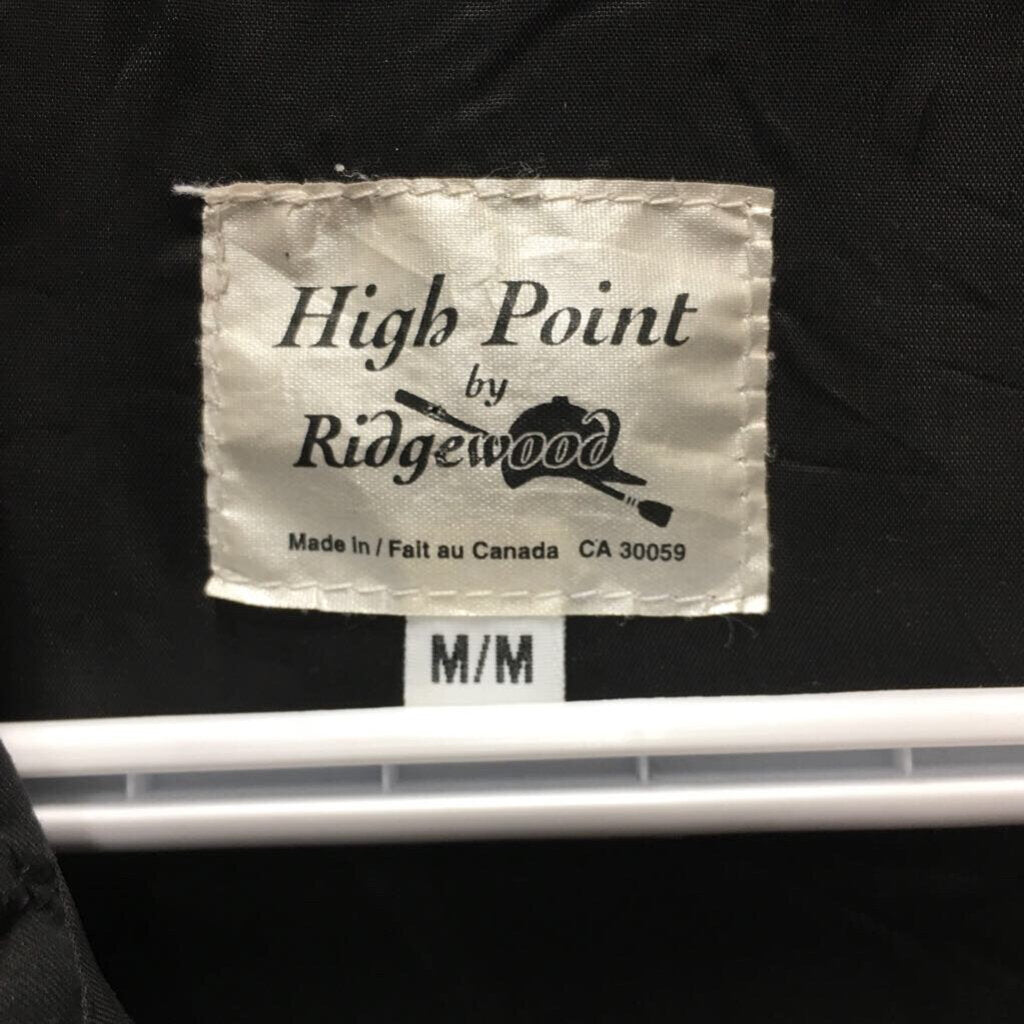 High Point
by
Ridgewood
Made in / Fait au Canada CA 30059
M/M